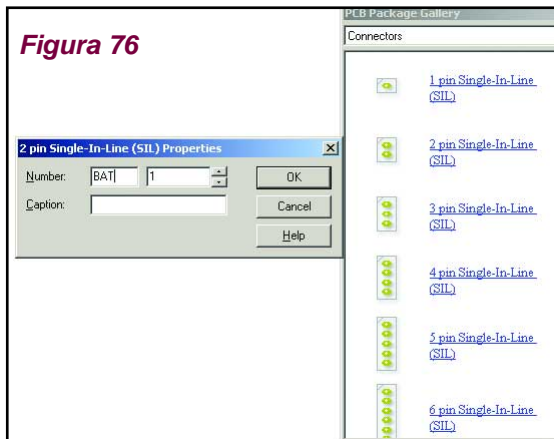 Figura 76
PCB Package Gallery
Connectors
1 pin Single-In-Line
(SIL)
2 pin Single-In-Line (SIL) Properties
2 pin Single-In-Line
(SIL)
Number:
BAT
1
OK
Caption:
Cancel
Help
3 pin Single-In-Line
(SIL)
4 pin Single-In-Line
(SIL)
5 pin Single-In-Line
(SIL)
6 pin Single-In-Line
(SIL)